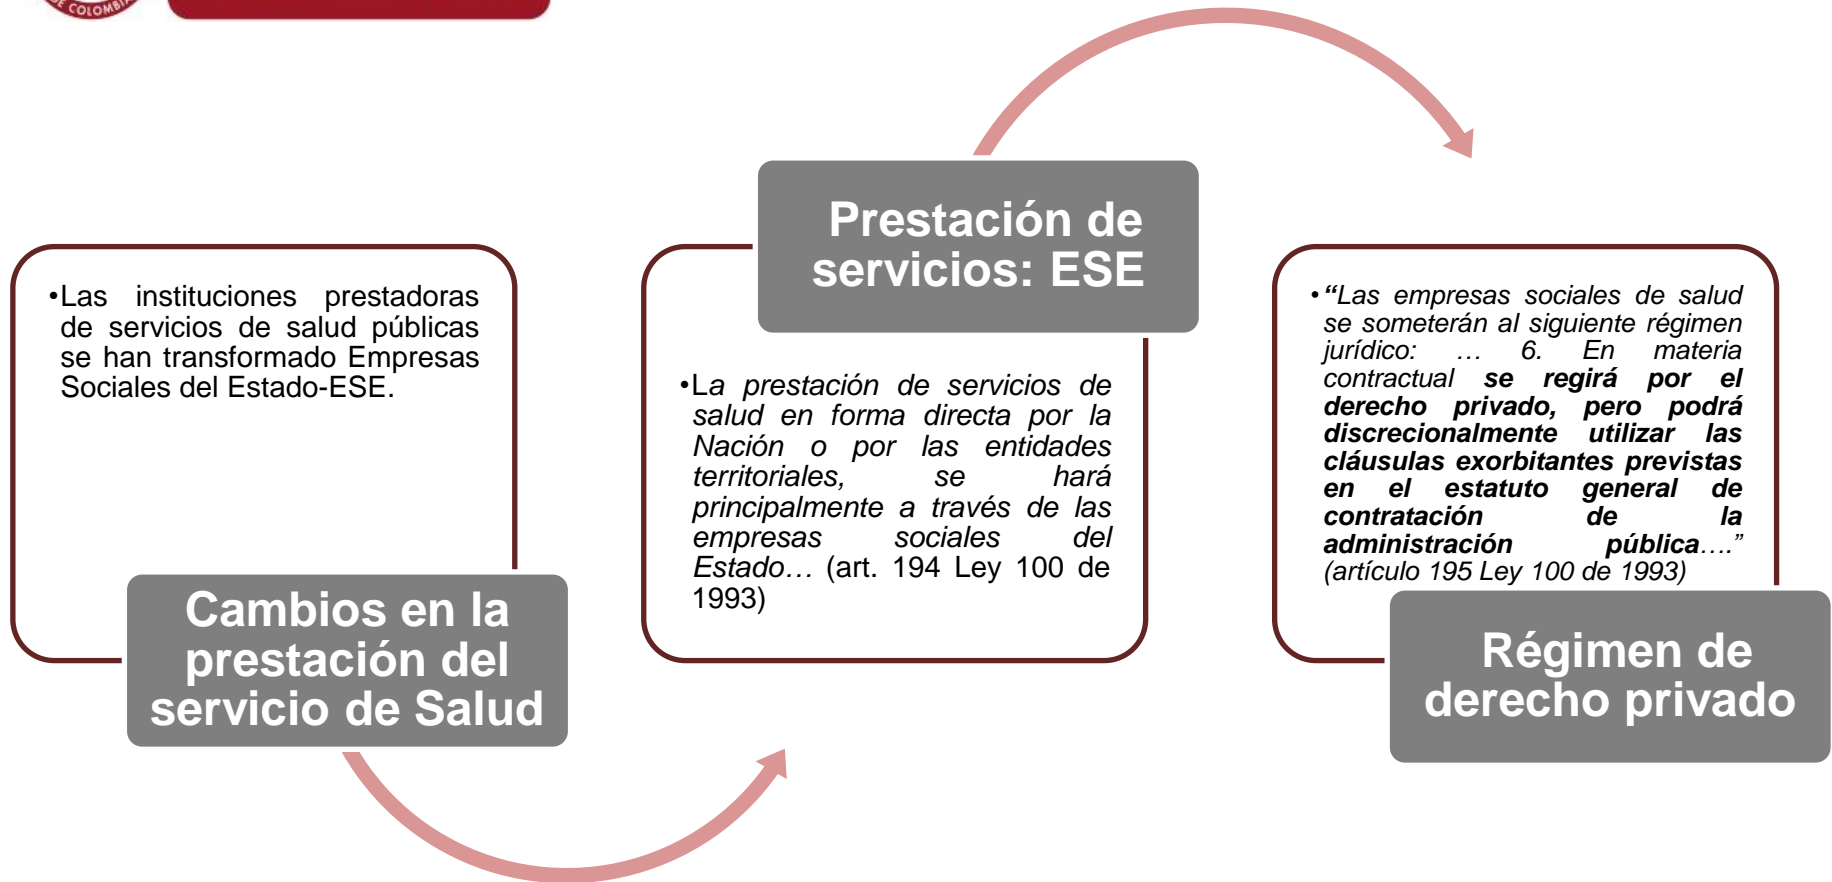 DE COLOMBIA
•Las instituciones prestadoras
de servicios de salud públicas
se han transformado Empresas
Sociales del Estado-ESE.
Cambios en la
prestación del
servicio de Salud
Prestación de
servicios: ESE
•La prestación de servicios de
salud en forma directa por la
Nación o por las entidades
territoriales, se hará
principalmente a través de las
empresas sociales del
Estado… (art. 194 Ley 100 de
1993)
•“Las empresas sociales de salud
se someterán al siguiente régimen
jurídico: … 6. En materia
contractual se regirá por el
derecho privado, pero podrá
discrecionalmente utilizar las
cláusulas exorbitantes previstas
en el estatuto general de
contratación de la
administración pública….”
(artículo 195 Ley 100 de 1993)
Régimen de
derecho privado